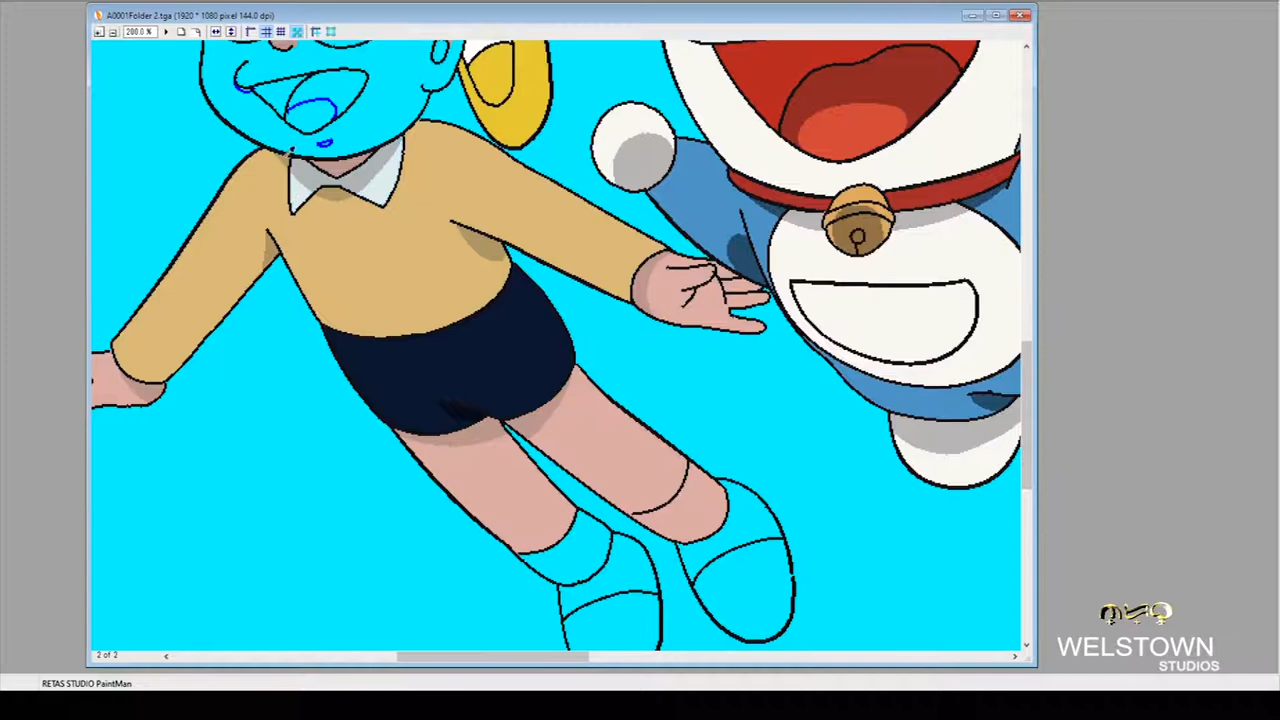 A0001Folder 2.tga (1920 * 1080 pixel 144.0 dpi)
200.0 %
2 of 2
WELSTOWN
STUDIOS
RETAS STUDIO PaintMan